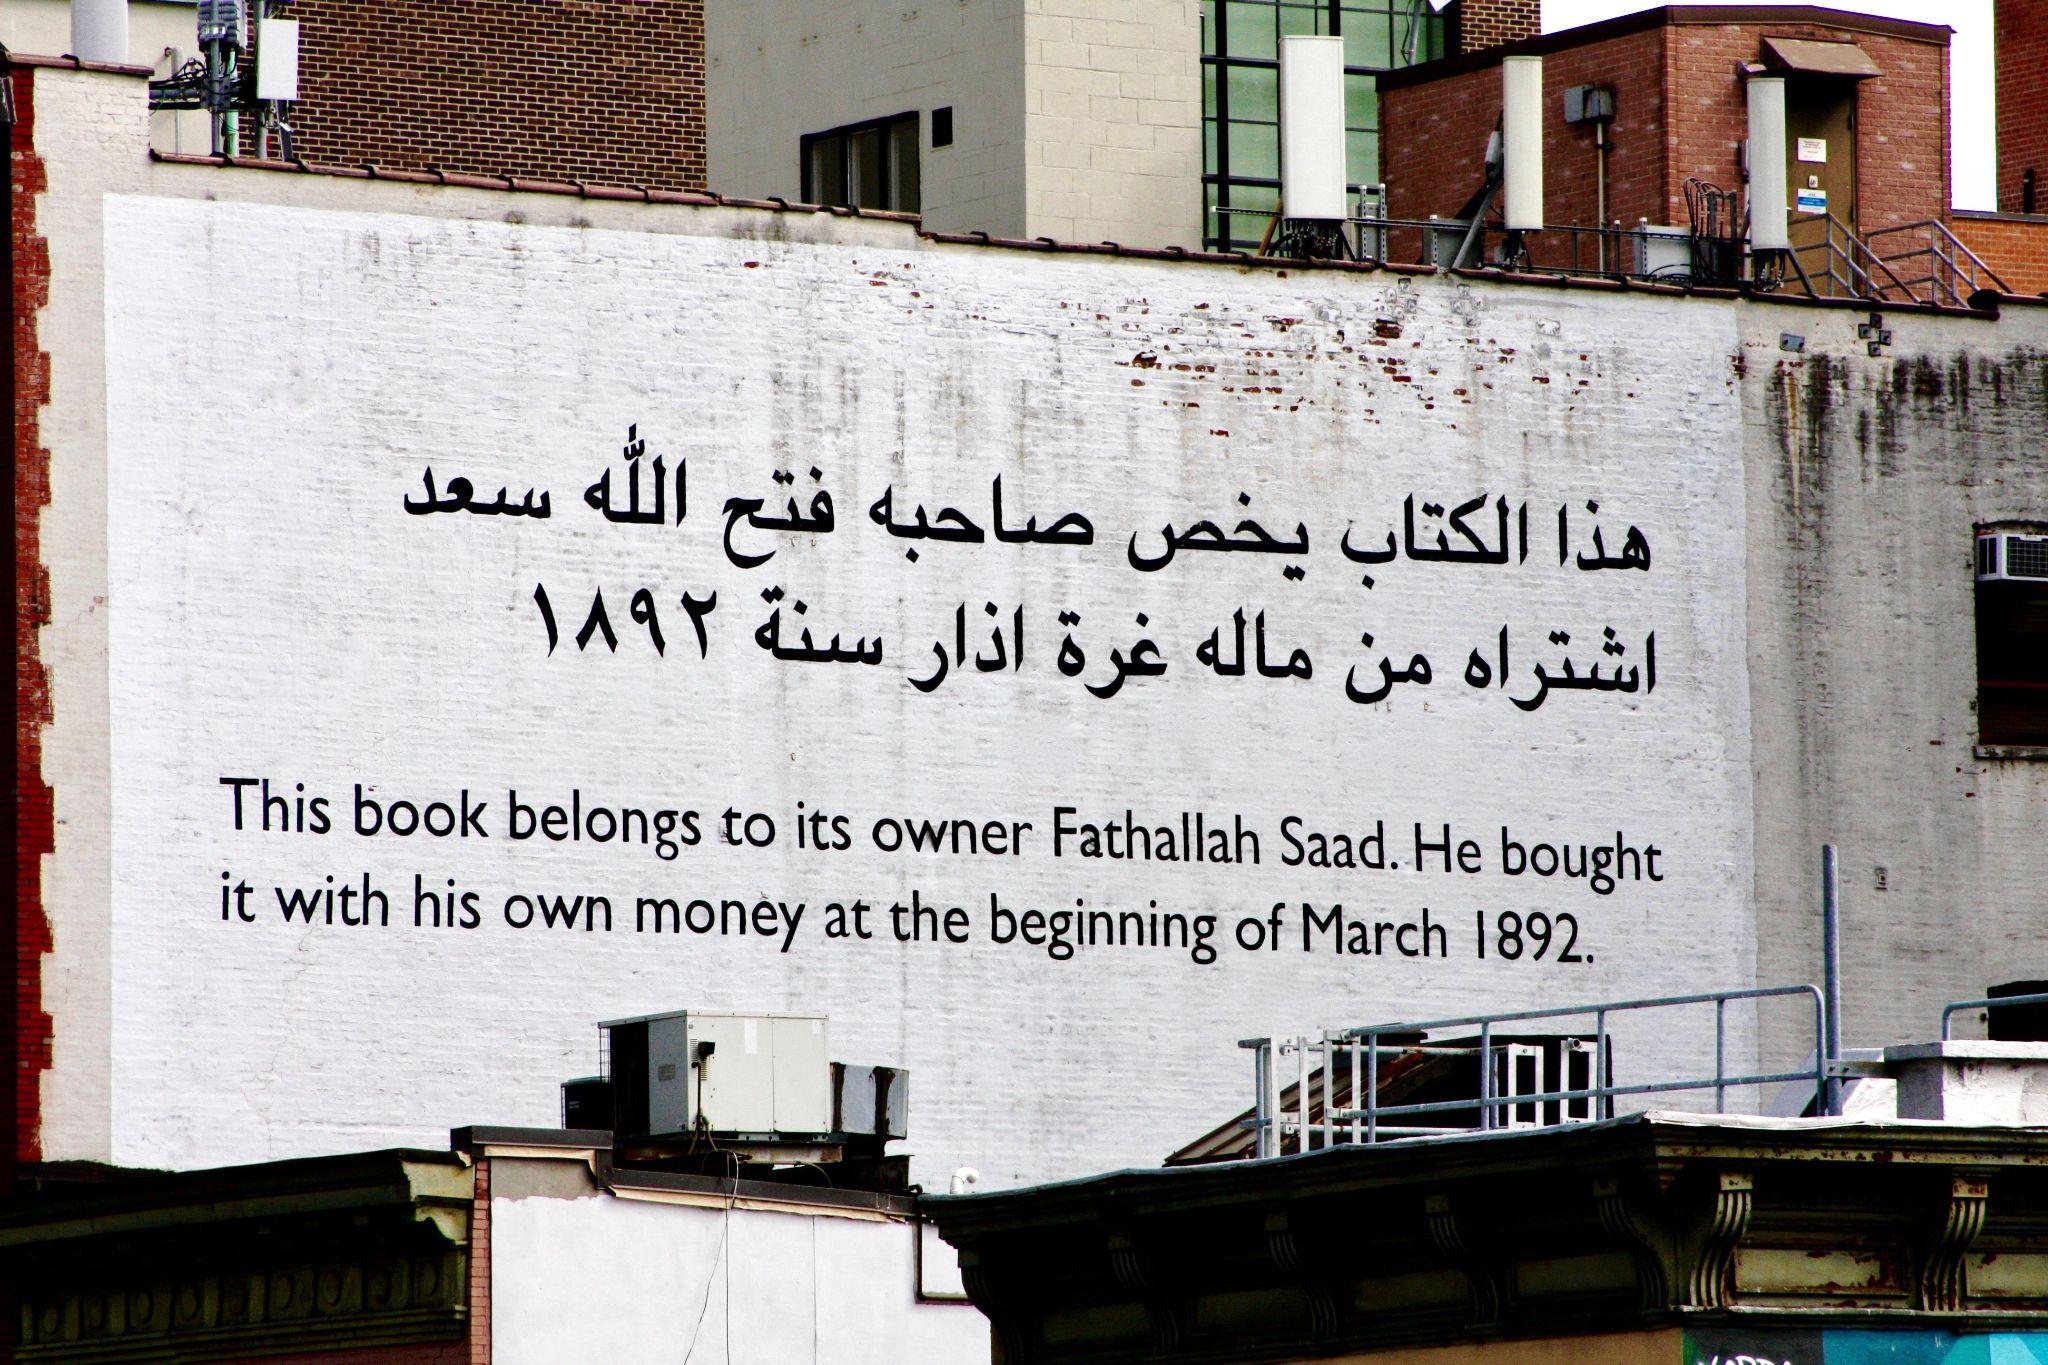 هذا الكتاب يخص صاحبه فتح الله سعد
اشتراه من ماله غرة اذار سنة ١٨٩٢
This book belongs to its owner Fathallah Saad. He bought
it with his own money at the beginning of March 1892.